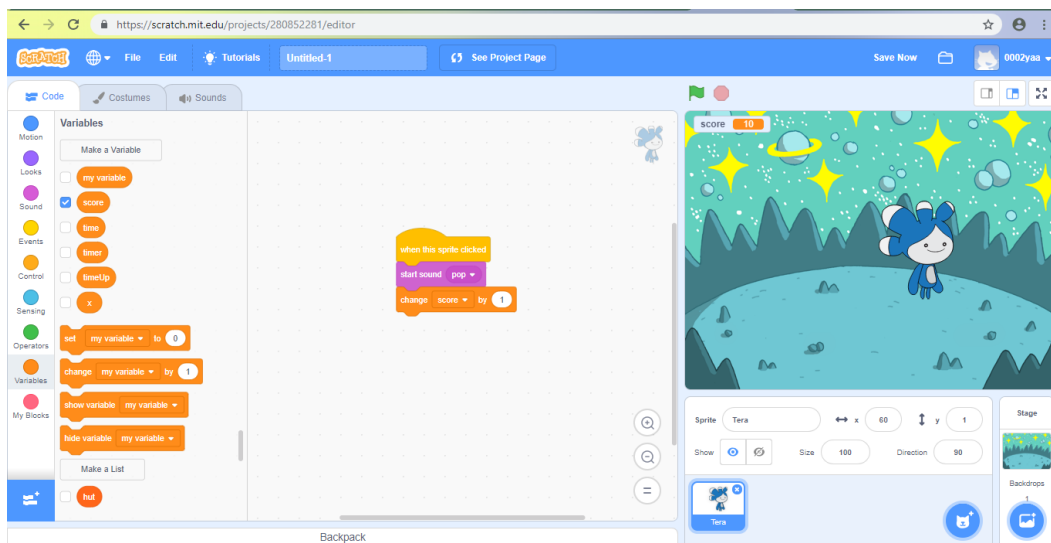 https://scratch.mit.edu/projects/280852281/editor
SCRATCH File Edit Tutorials Untitled-1 See Project Page Save Now 0002yaa
Code Costumes Sounds
Motion
Looks
Sound
Events
Control
Sensing
Operators
Variables
My Blocks
Variables
Make a Variable
my variable
score
time
timer
timeUp
x
set my variable to 0
change my variable by 1
show variable my variable
hide variable my variable
Make a List
hut
when this sprite clicked
start sound pop
change score by 1
Backpack
score 10
Sprite Tera x 60 y 1
Show Size 100 Direction 90
Tera
Stage
Backdrops
1